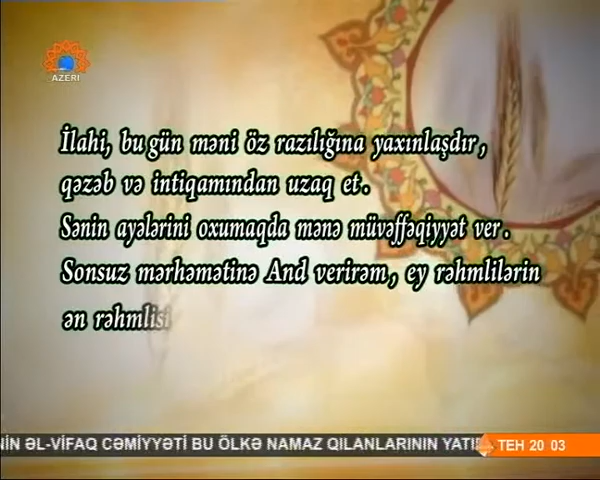 AZERI
İlahi, bu gün məni öz razılığına yaxınlaşdır,
qəzəb və intiqamından uzaq et.
Sənin ayələrini oxumaqda mənə müvəffəqiyyət ver.
Sonsuz mərhəmətinə And verirəm, ey rəhmlilərin
ən rəhmlisi
NİN ƏL-VİFAQ CƏMİYYƏTİ BU ÖLKƏ NAMAZ QILANLARININ TEH 20 03